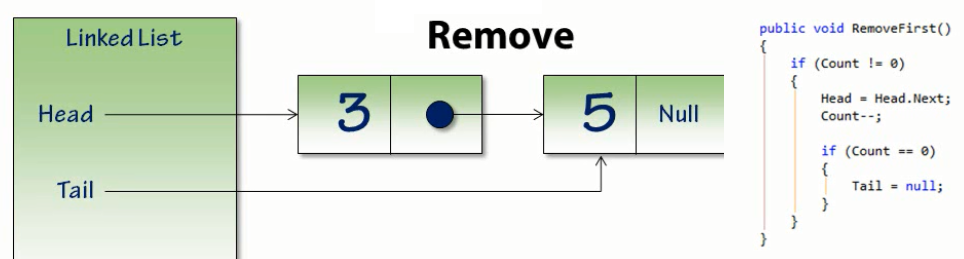 Linked List
Remove
Head
3
5
Null
Tail
public void RemoveFirst()
{
    if (Count != 0)
    {
        Head = Head.Next;
        Count--;

        if (Count == 0)
        {
            Tail = null;
        }
    }
}